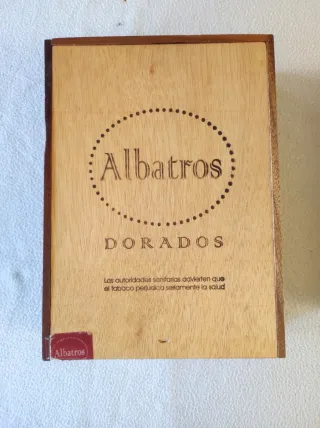 Albatros
DORADOS
Las autoridades sanitarias advierten que
el tabaco perjudica seriamente la salud
Albatros